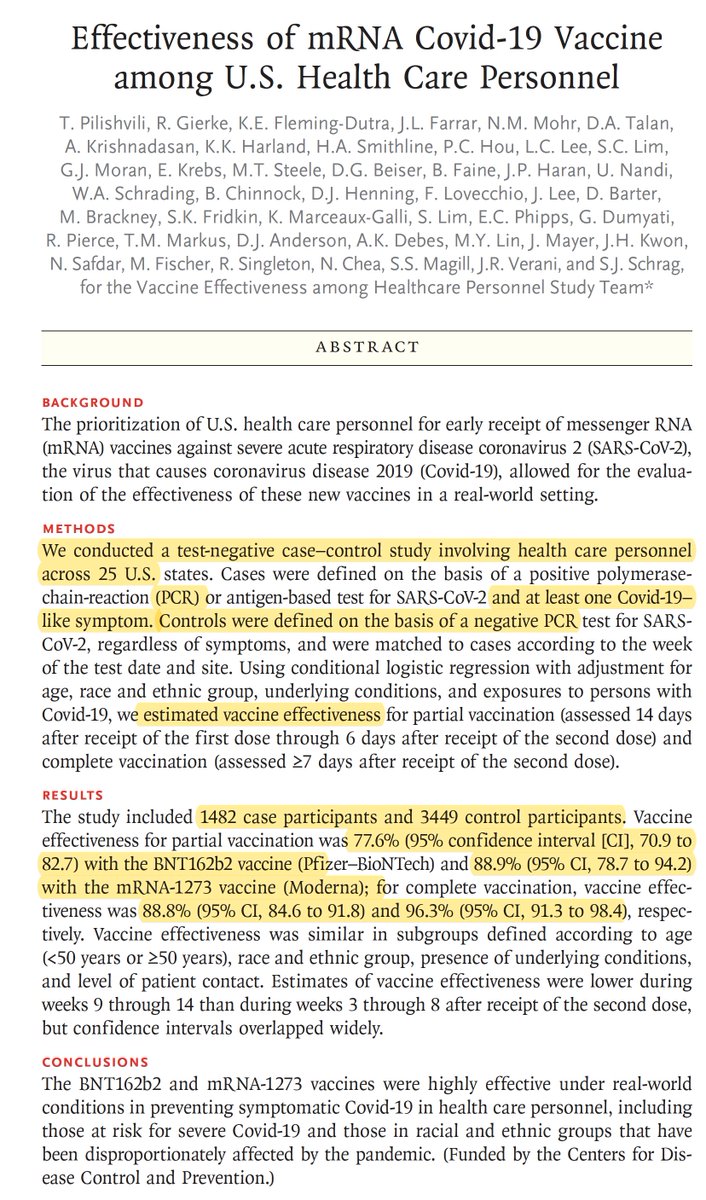 Effectiveness of mRNA Covid-19 Vaccine
among U.S. Health Care Personnel
T. Pilishvili, R. Gierke, K.E. Fleming-Dutra, J.L. Farrar, N.M. Mohr, D.A. Talan,
A. Krishnadasan, K.K. Harland, H.A. Smithline, P.C. Hou, L.C. Lee, S.C. Lim,
G.J. Moran, E. Krebs, M.T. Steele, D.G. Beiser, B. Faine, J.P. Haran, U. Nandi,
W.A. Schrading, B. Chinnock, D.J. Henning, F. Lovecchio, J. Lee, D. Barter,
M. Brackney, S.K. Fridkin, K. Marceaux-Galli, S. Lim, E.C. Phipps, G. Dumyati,
R. Pierce, T.M. Markus, D.J. Anderson, A.K. Debes, M.Y. Lin, J. Mayer, J.H. Kwon,
N. Safdar, M. Fischer, R. Singleton, N. Chea, S.S. Magill, J.R. Verani, and S.J. Schrag,
for the Vaccine Effectiveness among Healthcare Personnel Study Team*
ABSTRACT
BACKGROUND
The prioritization of U.S. health care personnel for early receipt of messenger RNA
(mRNA) vaccines against severe acute respiratory disease coronavirus 2 (SARS-CoV-2),
the virus that causes coronavirus disease 2019 (Covid-19), allowed for the evalua-
tion of the effectiveness of these new vaccines in a real-world setting.
METHODS
We conducted a test-negative case–control study involving health care personnel
across 25 U.S. states. Cases were defined on the basis of a positive polymerase-
chain-reaction (PCR) or antigen-based test for SARS-CoV-2 and at least one Covid-19–
like symptom. Controls were defined on the basis of a negative PCR test for SARS-
CoV-2, regardless of symptoms, and were matched to cases according to the week
of the test date and site. Using conditional logistic regression with adjustment for
age, race and ethnic group, underlying conditions, and exposures to persons with
Covid-19, we estimated vaccine effectiveness for partial vaccination (assessed 14 days
after receipt of the first dose through 6 days after receipt of the second dose) and
complete vaccination (assessed ≥7 days after receipt of the second dose).
RESULTS
The study included 1482 case participants and 3449 control participants. Vaccine
effectiveness for partial vaccination was 77.6% (95% confidence interval [CI], 70.9 to
82.7) with the BNT162b2 vaccine (Pfizer–BioNTech) and 88.9% (95% CI, 78.7 to 94.2)
with the mRNA-1273 vaccine (Moderna); for complete vaccination, vaccine effec-
tiveness was 88.8% (95% CI, 84.6 to 91.8) and 96.3% (95% CI, 91.3 to 98.4), respec-
tively. Vaccine effectiveness was similar in subgroups defined according to age
(<50 years or ≥50 years), race and ethnic group, presence of underlying conditions,
and level of patient contact. Estimates of vaccine effectiveness were lower during
weeks 9 through 14 than during weeks 3 through 8 after receipt of the second dose,
but confidence intervals overlapped widely.
CONCLUSIONS
The BNT162b2 and mRNA-1273 vaccines were highly effective under real-world
conditions in preventing symptomatic Covid-19 in health care personnel, including
those at risk for severe Covid-19 and those in racial and ethnic groups that have
been disproportionately affected by the pandemic. (Funded by the Centers for Dis-
ease Control and Prevention.)